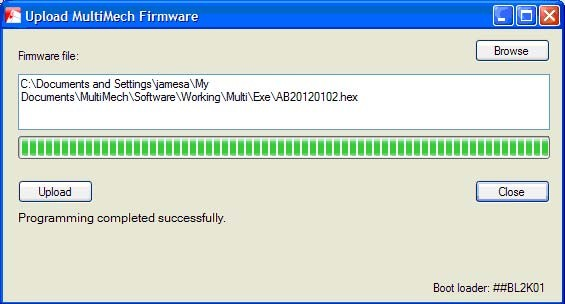 Upload MultiMech Firmware
Firmware file:
Browse
C:\Documents and Settings\jamesa\My
Documents\MultiMech\Software\Working\Multi\Exe\AB20120102.hex
Upload
Close
Programming completed successfully.
Boot loader: ##BL2K01